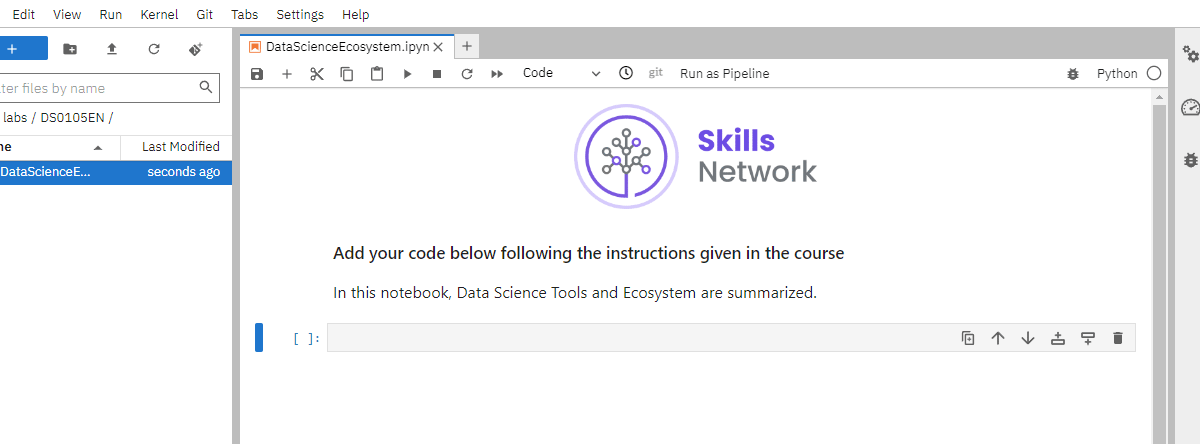 Edit View Run Kernel Git Tabs Settings Help
+
DataScienceEcosystem.ipyn × +
Code git Run as Pipeline Python
ter files by name
labs / DS0105EN /
me Last Modified
DataScienceE... seconds ago
Skills
Network
Add your code below following the instructions given in the course
In this notebook, Data Science Tools and Ecosystem are summarized.
[ ]: